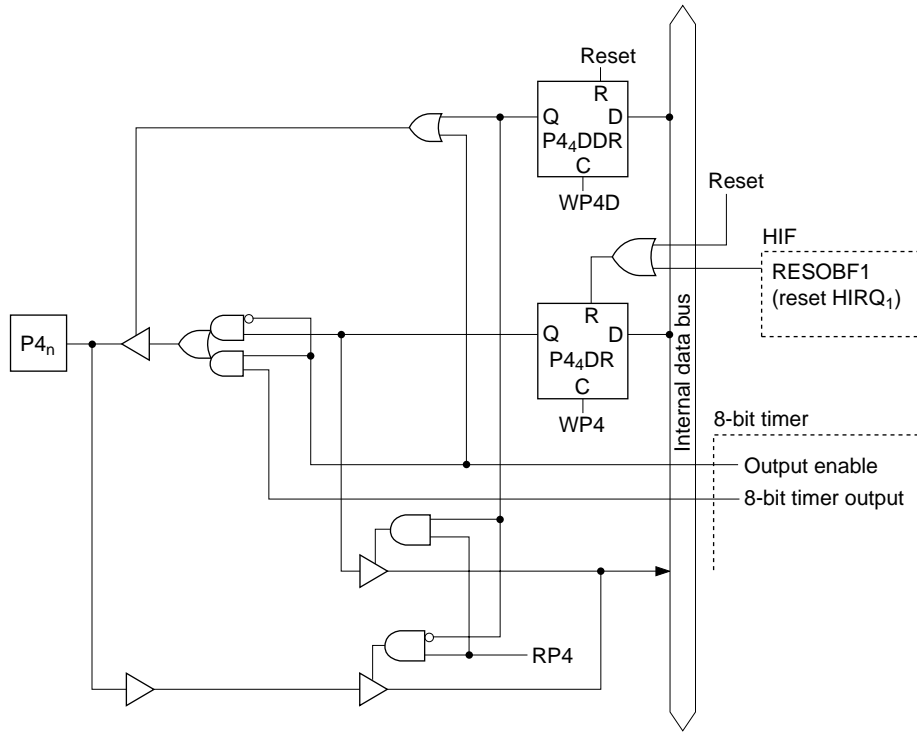 Reset
R
Q D
P4₄DDR
C
WP4D
Reset
HIF
RESOBF1
(reset HIRQ₁)
R
Q D
P4₄DR
C
WP4
P4ₙ
Internal data bus
8-bit timer
Output enable
8-bit timer output
RP4